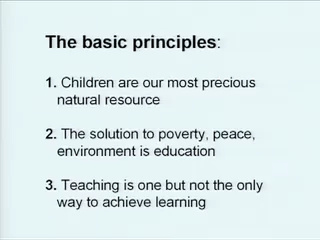 The basic principles:
1. Children are our most precious
natural resource
2. The solution to poverty, peace,
environment is education
3. Teaching is one but not the only
way to achieve learning